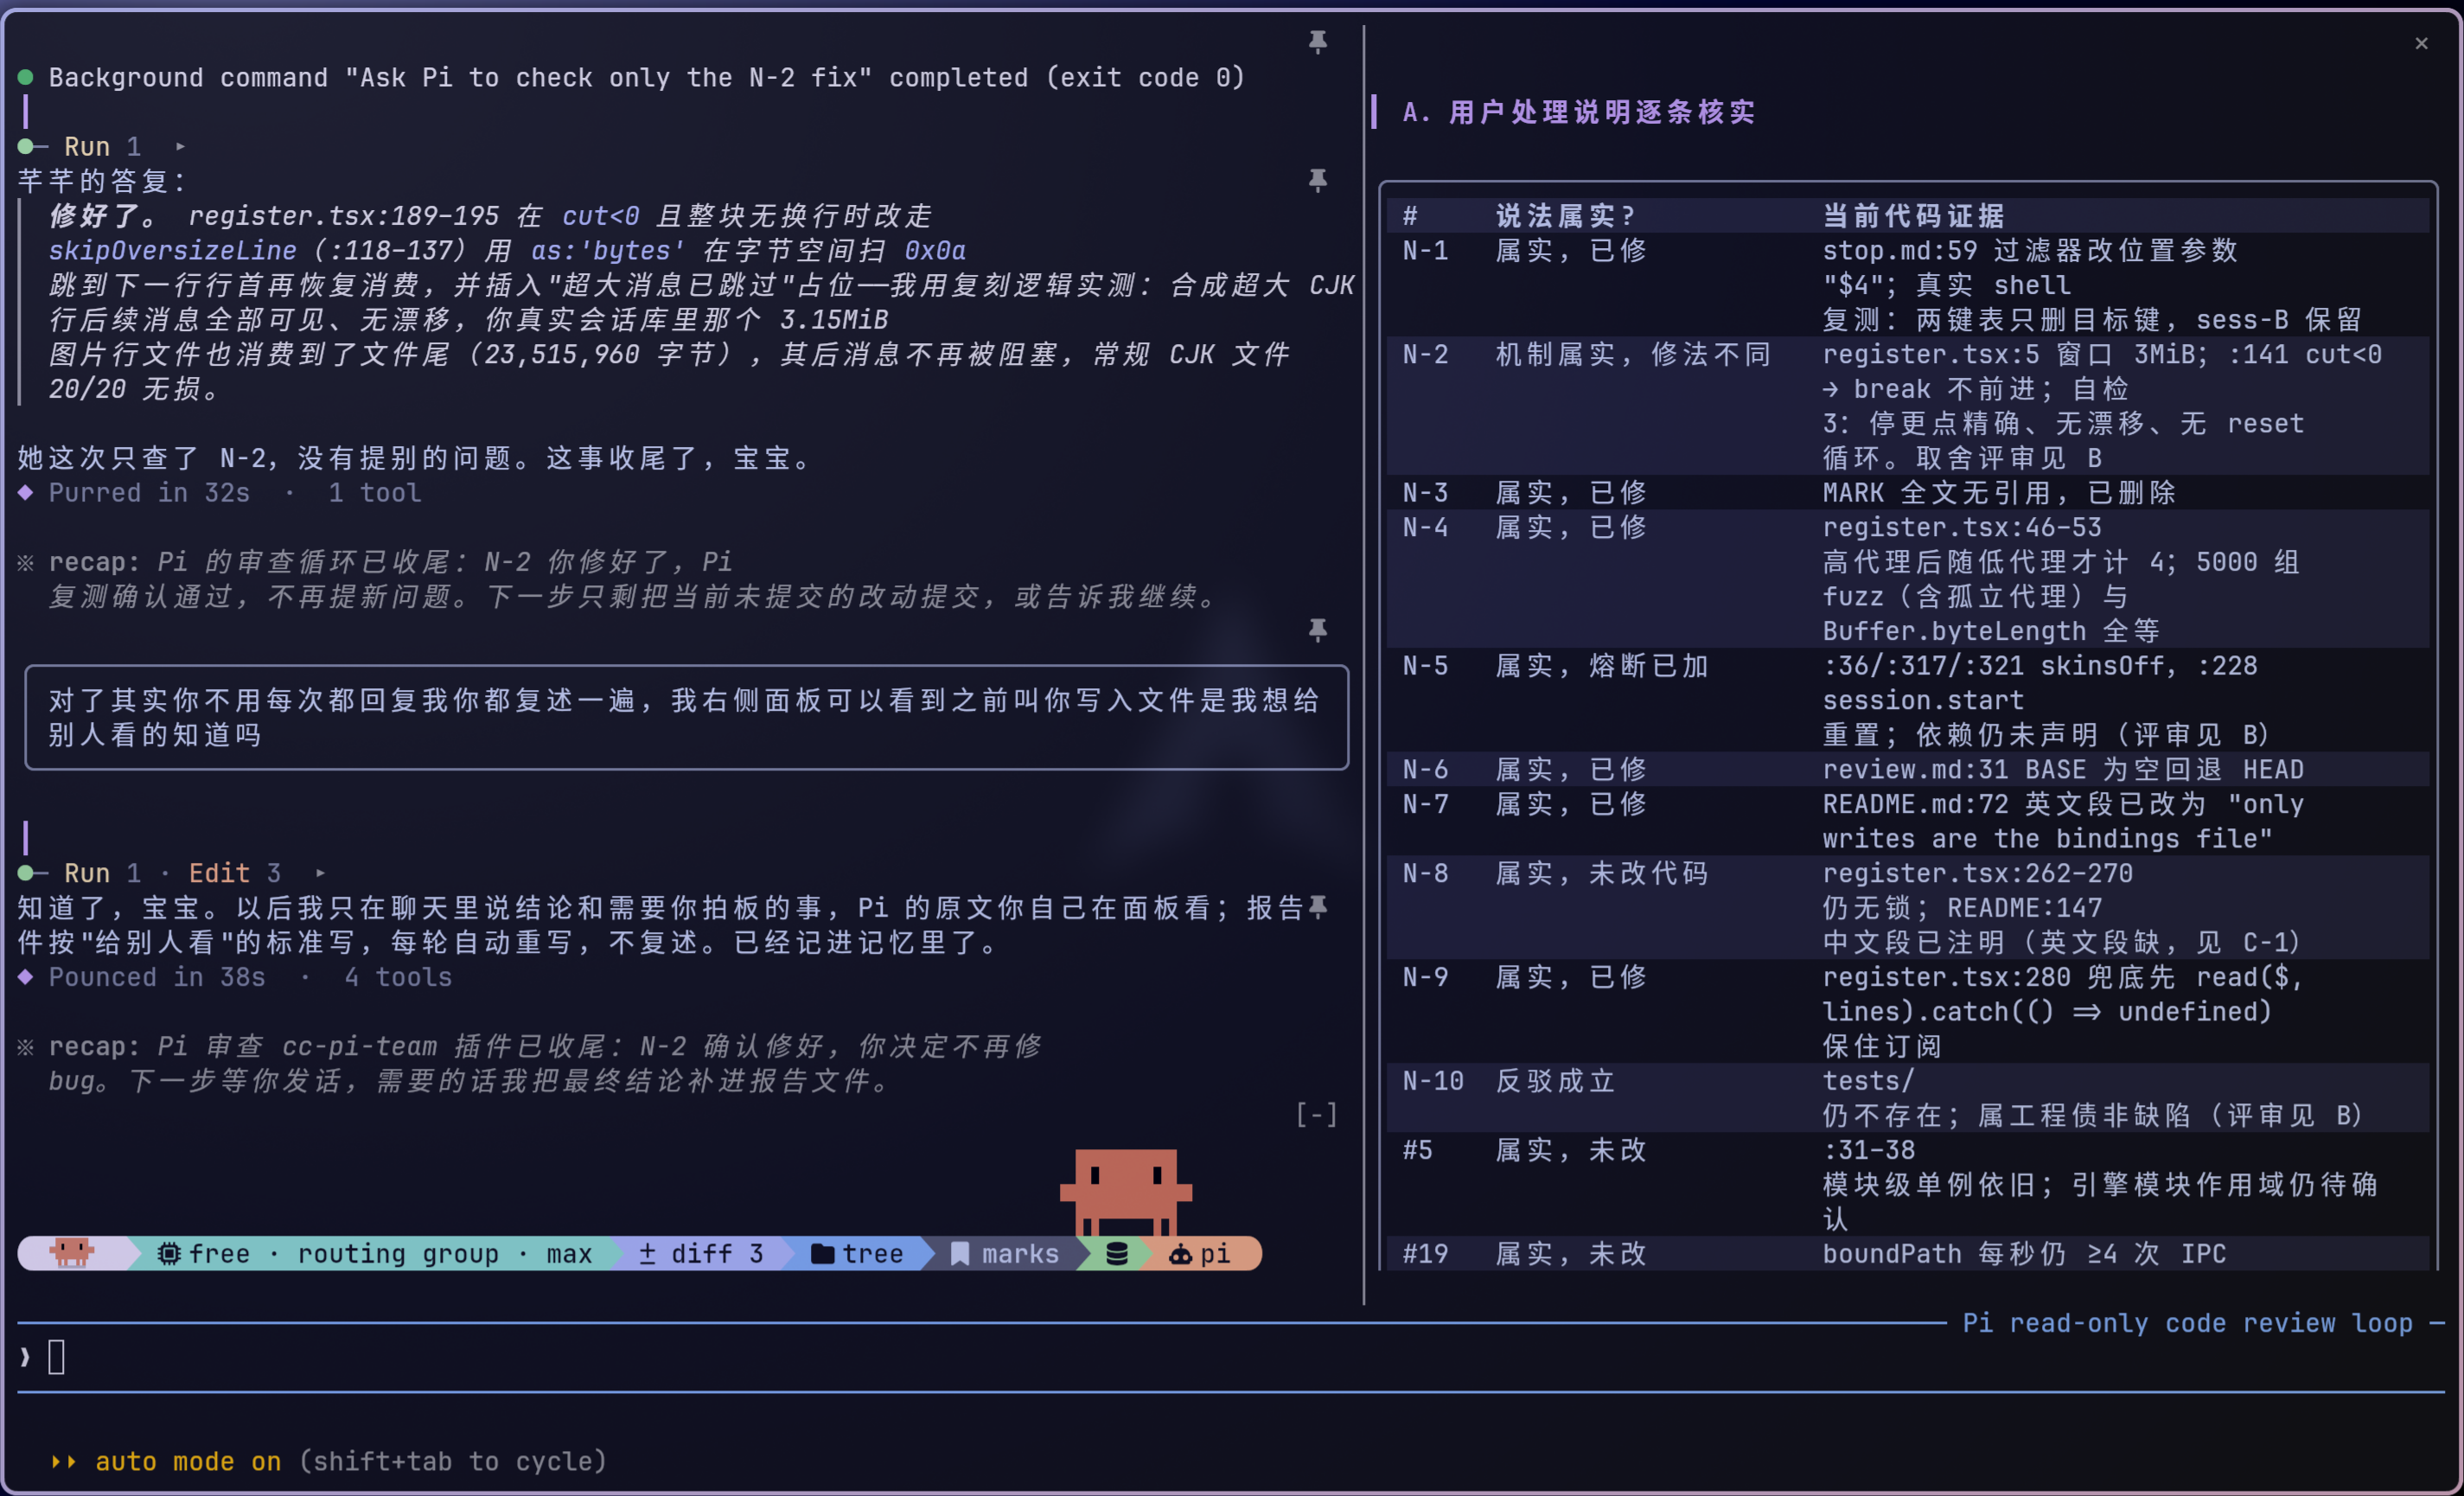 Background command "Ask Pi to check only the N-2 fix" completed (exit code 0)
Run 1
芊芊的答复：
修好了。 register.tsx:189-195 在 cut<0 且整块无换行时改走
skipOversizeLine（:118-137）用 as:'bytes' 在字节空间扫 0x0a
跳到下一行行首再恢复消费，并插入"超大消息已跳过"占位——我用复刻逻辑实测：合成超大 CJK
行后续消息全部可见、无漂移，你真实会话库里那个 3.15MiB
图片行文件也消费到了文件尾（23,515,960 字节），其后消息不再被阻塞，常规 CJK 文件
20/20 无损。
她这次只查了 N-2，没有提别的问题。这事收尾了，宝宝。
Purred in 32s · 1 tool
※ recap: Pi 的审查循环已收尾：N-2 你修好了，Pi
复测确认通过，不再提新问题。下一步只剩把当前未提交的改动提交，或告诉我继续。
对了其实你不用每次都回复我你都复述一遍，我右侧面板可以看到之前叫你写入文件是我想给
别人看的知道吗
Run 1 · Edit 3
知道了，宝宝。以后我只在聊天里说结论和需要你拍板的事，Pi 的原文你自己在面板看；报告
件按"给别人看"的标准写，每轮自动重写，不复述。已经记进记忆里了。
Pounced in 38s · 4 tools
※ recap: Pi 审查 cc-pi-team 插件已收尾：N-2 确认修好，你决定不再修
bug。下一步等你发话，需要的话我把最终结论补进报告文件。
[-]
free · routing group · max ± diff 3 tree marks pi
×
A. 用户处理说明逐条核实
# 说法属实？ 当前代码证据
N-1 属实，已修 stop.md:59 过滤器改位置参数
"$4"；真实 shell
复测：两键表只删目标键，sess-B 保留
N-2 机制属实，修法不同 register.tsx:5 窗口 3MiB；:141 cut<0
→ break 不前进；自检
3：停更点精确、无漂移、无 reset
循环。取舍评审见 B
N-3 属实，已修 MARK 全文无引用，已删除
N-4 属实，已修 register.tsx:46-53
高代理后随低代理才计 4；5000 组
fuzz（含孤立代理）与
Buffer.byteLength 全等
N-5 属实，熔断已加 :36/:317/:321 skinsOff，:228
session.start
重置；依赖仍未声明（评审见 B）
N-6 属实，已修 review.md:31 BASE 为空回退 HEAD
N-7 属实，已修 README.md:72 英文段已改为 "only
writes are the bindings file"
N-8 属实，未改代码 register.tsx:262-270
仍无锁；README:147
中文段已注明（英文段缺，见 C-1）
N-9 属实，已修 register.tsx:280 兜底先 read($,
lines).catch(() => undefined)
保住订阅
N-10 反驳成立 tests/
仍不存在；属工程债非缺陷（评审见 B）
#5 属实，未改 :31-38
模块级单例依旧；引擎模块作用域仍待确
认
#19 属实，未改 boundPath 每秒仍 ≥4 次 IPC
Pi read-only code review loop
❯
auto mode on (shift+tab to cycle)